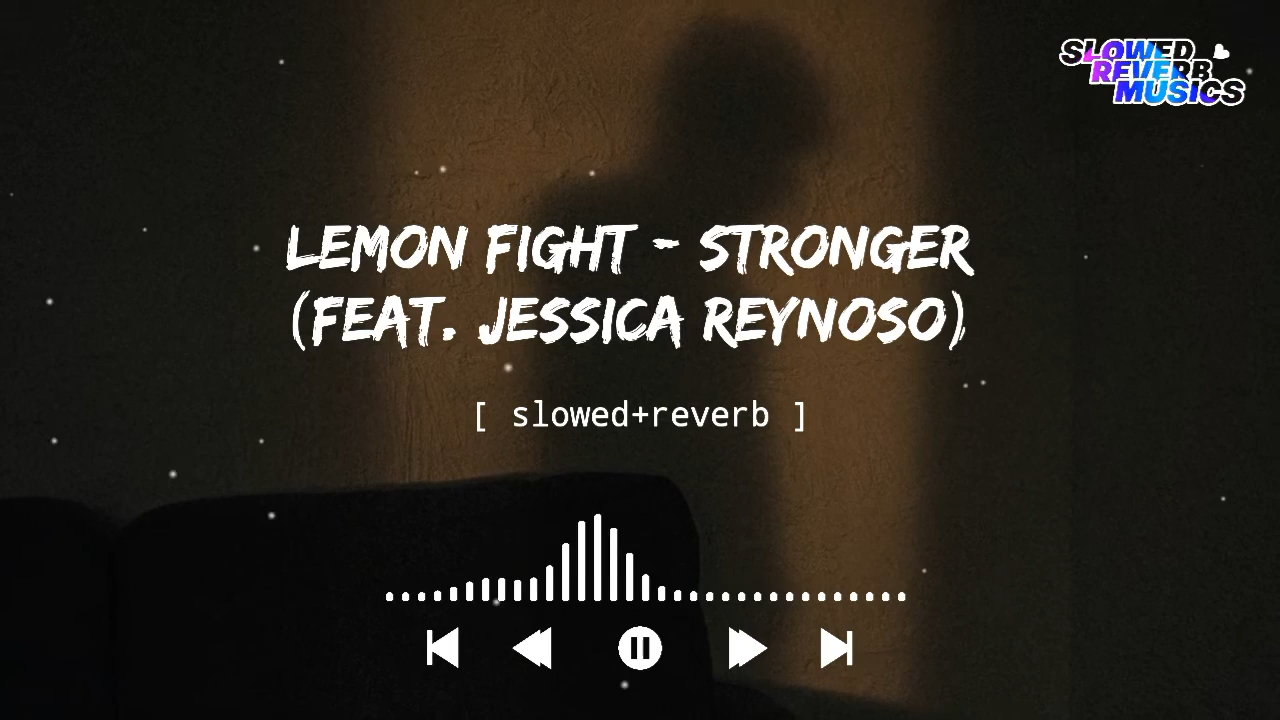 SLOWED
REVERB
MUSICS
LEMON FIGHT - STRONGER
(FEAT. JESSICA REYNOSO)
[ slowed+reverb ]